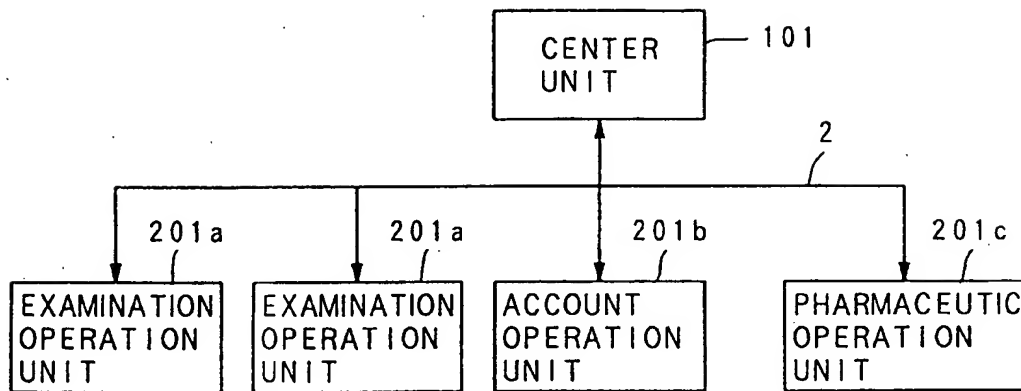 CENTER
UNIT
101
2
201a
201a
201b
201c
EXAMINATION
OPERATION
UNIT
EXAMINATION
OPERATION
UNIT
ACCOUNT
OPERATION
UNIT
PHARMACEUTIC
OPERATION
UNIT